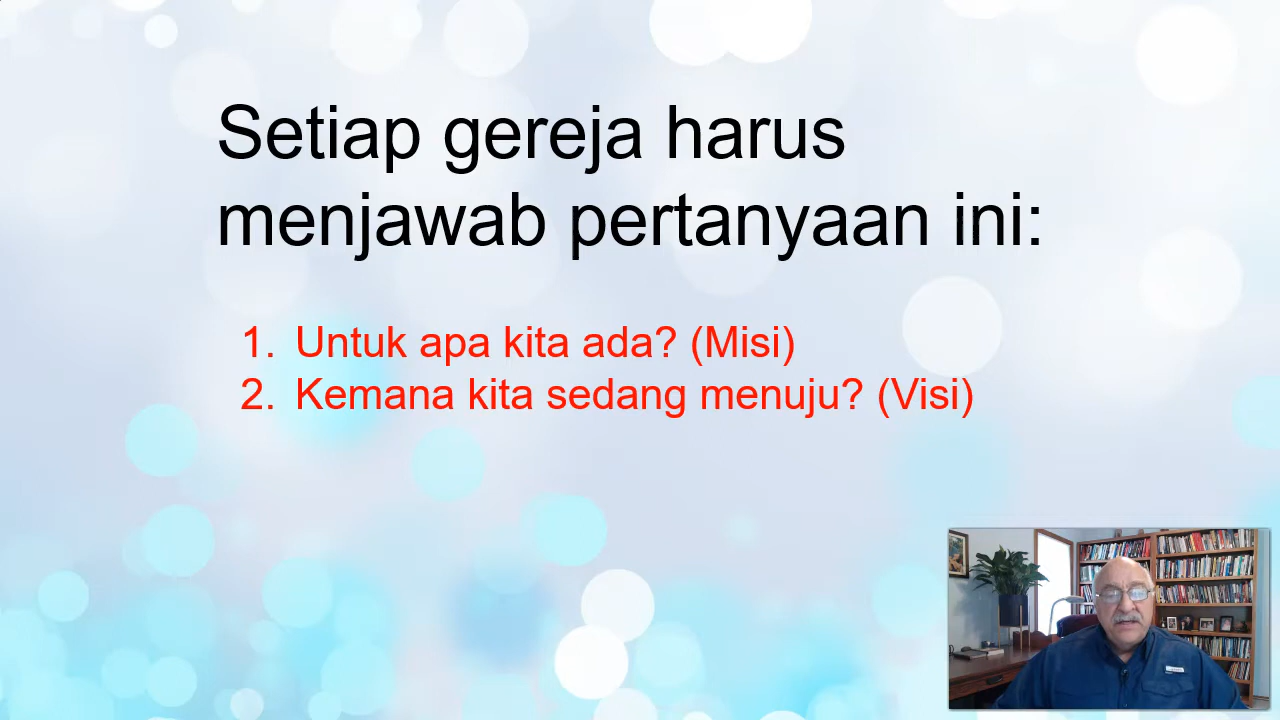 Setiap gereja harus
menjawab pertanyaan ini:
1. Untuk apa kita ada? (Misi)
2. Kemana kita sedang menuju? (Visi)